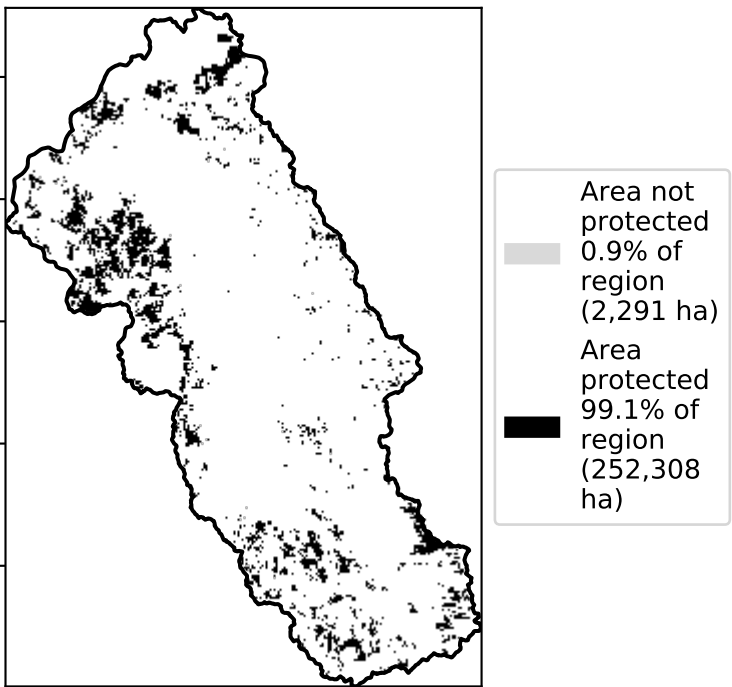 Area not
protected
0.9% of
region
(2,291 ha)
Area
protected
99.1% of
region
(252,308
ha)